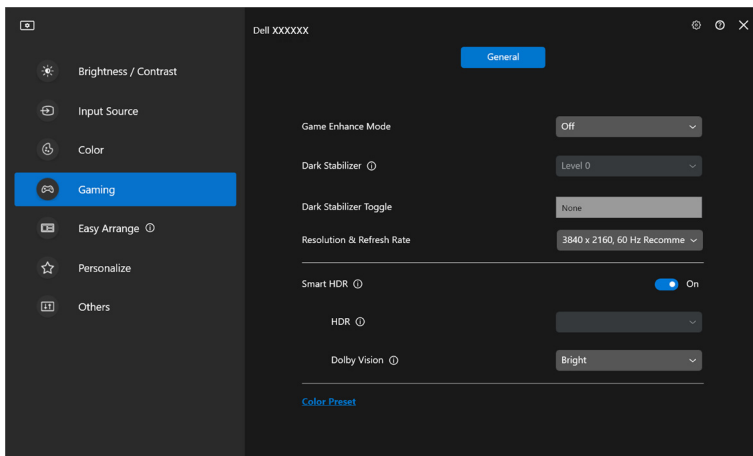 Dell XXXXXX
General
Brightness / Contrast
Input Source
Color
Gaming
Easy Arrange
Personalize
Others
Game Enhance Mode Off
Dark Stabilizer Level 0
Dark Stabilizer Toggle None
Resolution & Refresh Rate 3840 x 2160, 60 Hz Recomme
Smart HDR On
HDR
Dolby Vision Bright
Color Preset